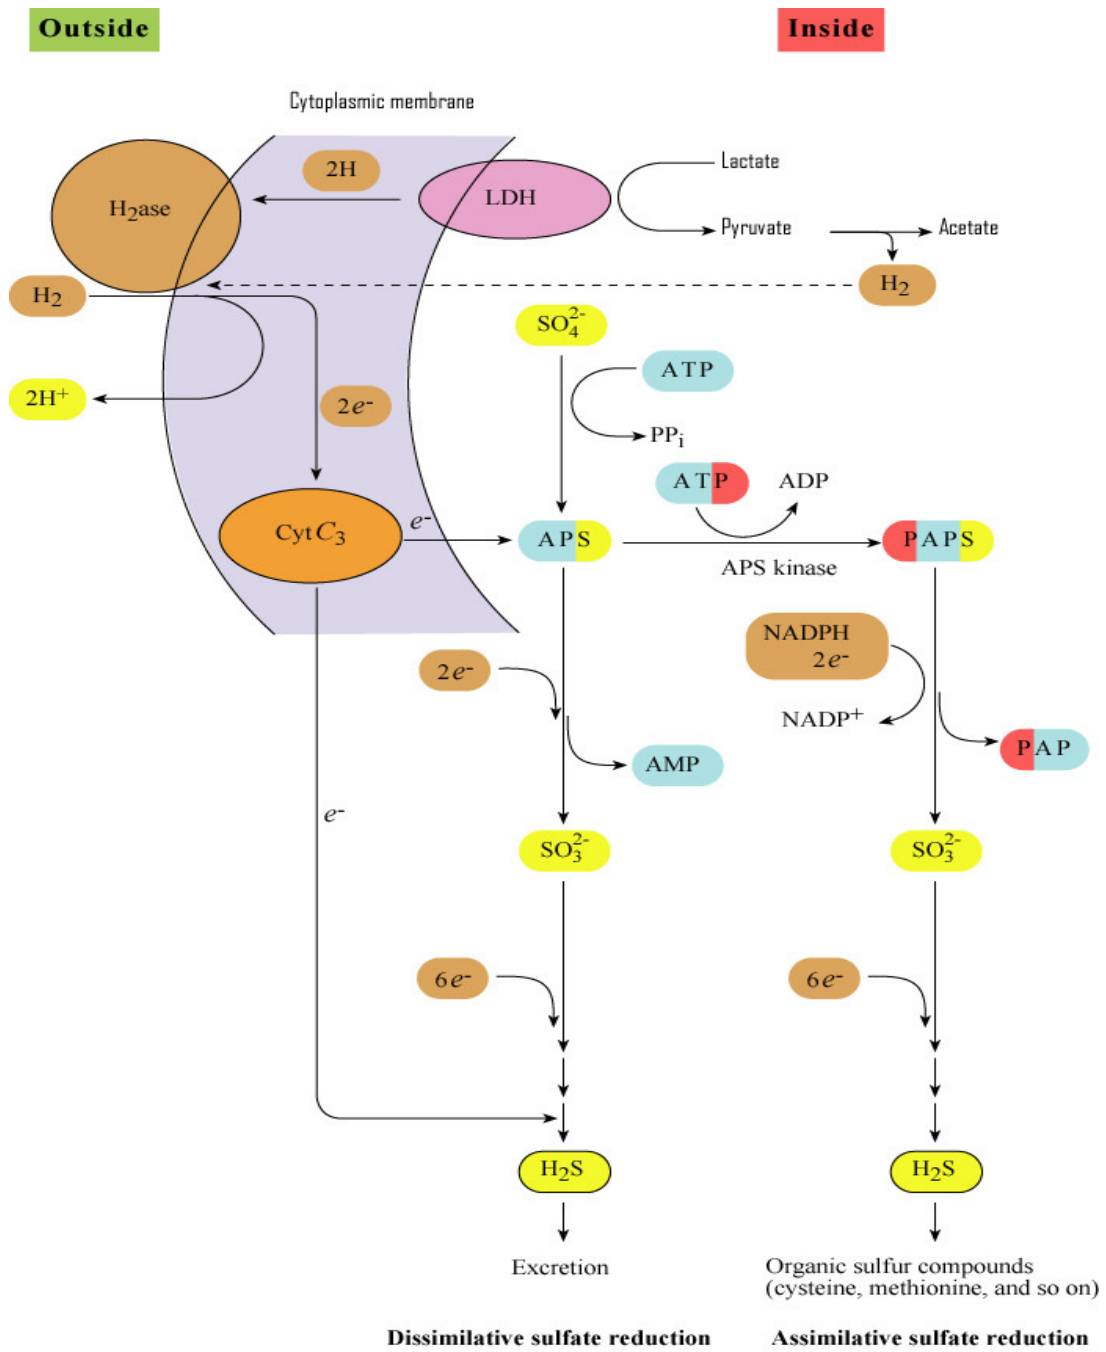 Outside
Inside
Cytoplasmic membrane
2H
LDH
Lactate
H₂ase
Pyruvate
Acetate
H₂
H₂
SO₄²⁻
ATP
2H⁺
2e⁻
PPᵢ
ATP
ADP
Cyt C₃
e⁻
APS
PAPS
APS kinase
NADPH
2e⁻
2e⁻
NADP⁺
AMP
PAP
e⁻
SO₃²⁻
SO₃²⁻
6e⁻
6e⁻
H₂S
H₂S
Excretion
Organic sulfur compounds
(cysteine, methionine, and so on)
Dissimilative sulfate reduction
Assimilative sulfate reduction